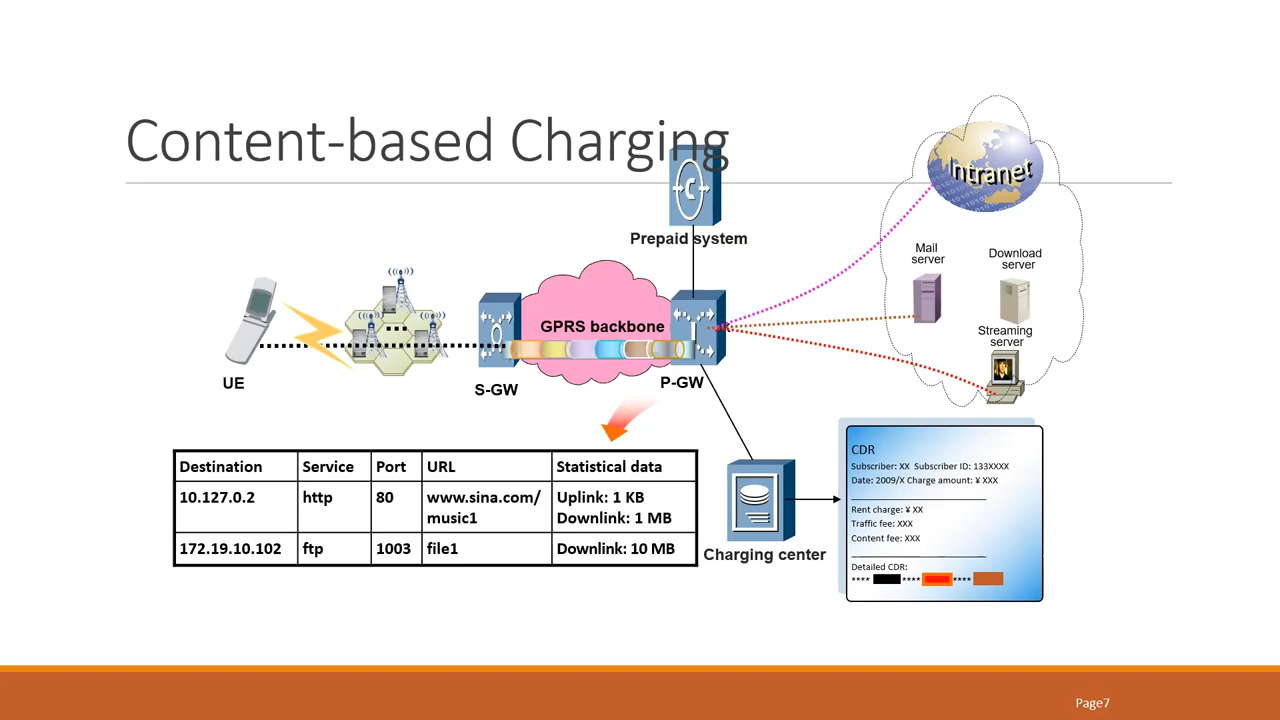 Content-based Charging
Intranet
Prepaid system
Mail
server
Download
server
Streaming
server
GPRS backbone
UE
S-GW
P-GW
Destination Service Port URL Statistical data
10.127.0.2 http 80 www.sina.com/ Uplink: 1 KB
music1 Downlink: 1 MB
172.19.10.102 ftp 1003 file1 Downlink: 10 MB
Charging center
CDR
Subscriber: XX Subscriber ID: 133XXXX
Date: 2009/X Charge amount: ¥ XXX
Rent charge: ¥ XX
Traffic fee: XXX
Content fee: XXX
Detailed CDR:
**** **** ****
Page7